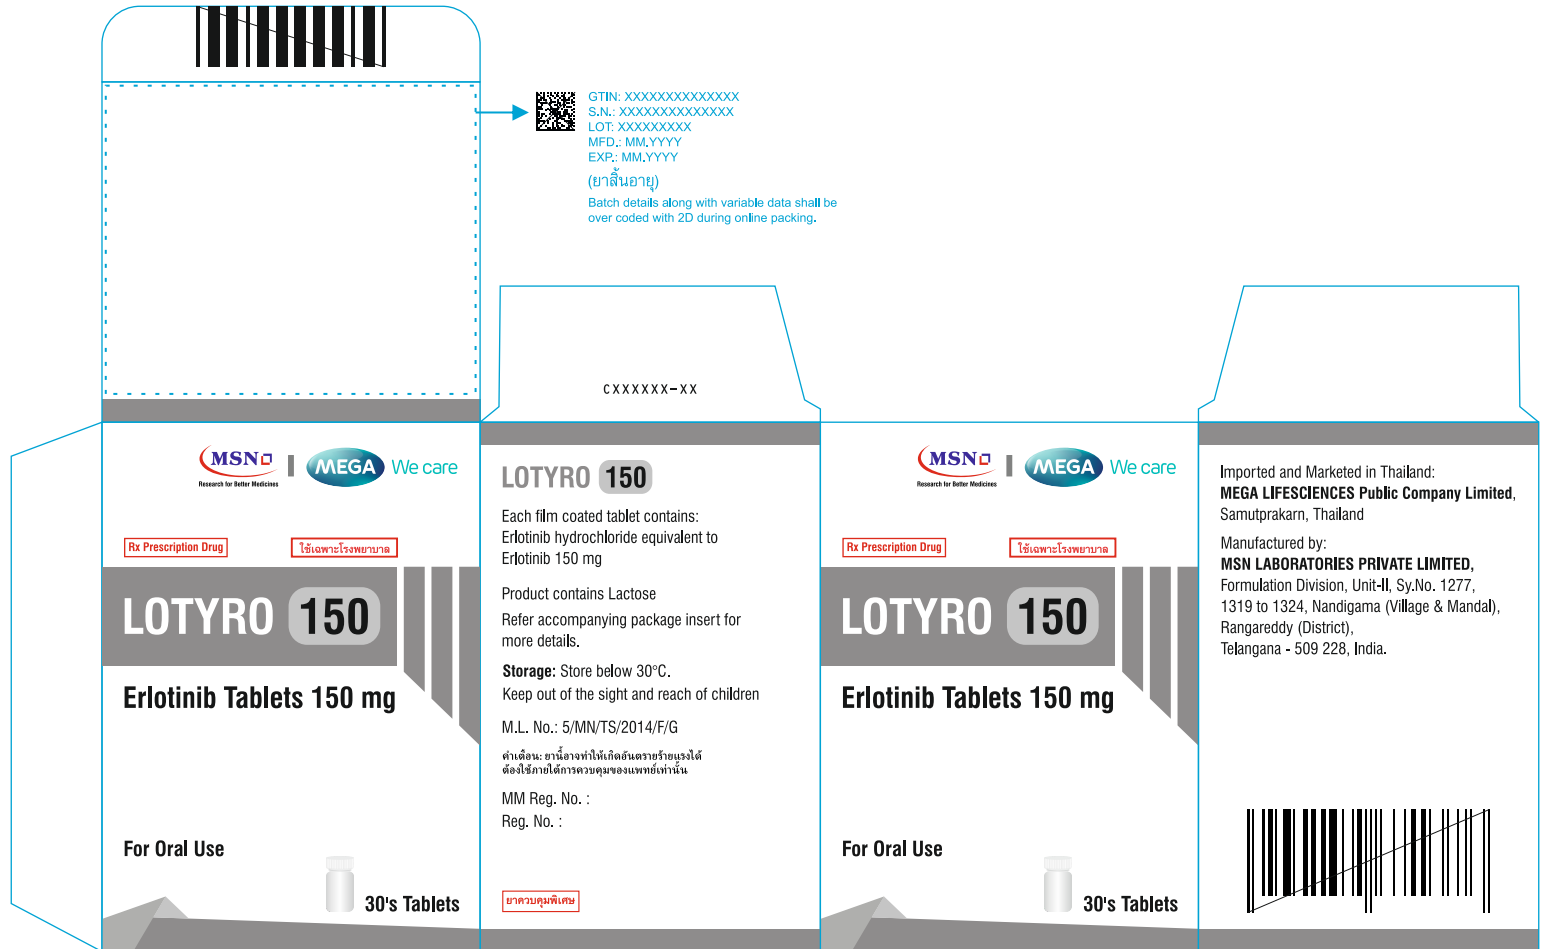 GTIN: XXXXXXXXXXXXXX
S.N.: XXXXXXXXXXXXXX
LOT: XXXXXXXXX
MFD.: MM.YYYY
EXP.: MM.YYYY
(ยาสิ้นอายุ)
Batch details along with variable data shall be
over coded with 2D during online packing.
CXXXXXX-XX
MSN
Research for Better Medicines
MEGA We care
Rx Prescription Drug
ใช้เฉพาะโรงพยาบาล
LOTYRO 150
Erlotinib Tablets 150 mg
For Oral Use
30's Tablets
LOTYRO 150
Each film coated tablet contains:
Erlotinib hydrochloride equivalent to
Erlotinib 150 mg
Product contains Lactose
Refer accompanying package insert for
more details.
Storage: Store below 30°C.
Keep out of the sight and reach of children
M.L. No.: 5/MN/TS/2014/F/G
คำเตือน: ยานี้อาจทำให้เกิดอันตรายร้ายแรงได้
ต้องใช้ภายใต้การควบคุมของแพทย์เท่านั้น
MM Reg. No. :
Reg. No. :
ยาควบคุมพิเศษ
MSN
Research for Better Medicines
MEGA We care
Rx Prescription Drug
ใช้เฉพาะโรงพยาบาล
LOTYRO 150
Erlotinib Tablets 150 mg
For Oral Use
30's Tablets
Imported and Marketed in Thailand:
MEGA LIFESCIENCES Public Company Limited,
Samutprakarn, Thailand
Manufactured by:
MSN LABORATORIES PRIVATE LIMITED,
Formulation Division, Unit-II, Sy.No. 1277,
1319 to 1324, Nandigama (Village & Mandal),
Rangareddy (District),
Telangana - 509 228, India.